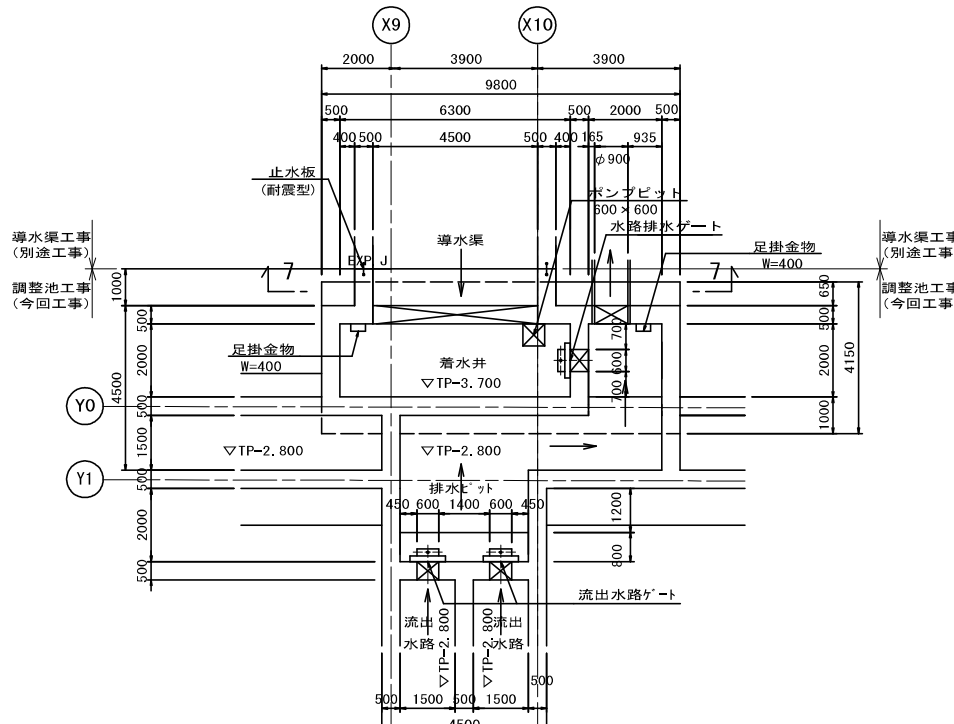 X9
X10
2000
3900
3900
9800
500
6300
500
2000
500
400
500
4500
500
400
165
935
φ900
止水板
(耐震型)
ポンプピット
600×600
水路排水ゲート
足掛金物
W=400
導水渠工事
(別途工事)
導水渠
導水渠工事
(別途工事)
EXP.J
7
7
調整池工事
(今回工事)
調整池工事
(今回工事)
1000
650
500
500
700
足掛金物
W=400
着水井
▽TP-3.700
2000
4500
600
2000
4150
700
Y0
500
1000
1500
▽TP-2.800
▽TP-2.800
Y1
500
排水ピット
450
600
1400
600
450
2000
1200
800
500
流出水路ゲート
流出
水路
▽TP-2.800
流出
水路
▽TP-2.800
500
500
1500
500
1500
4500